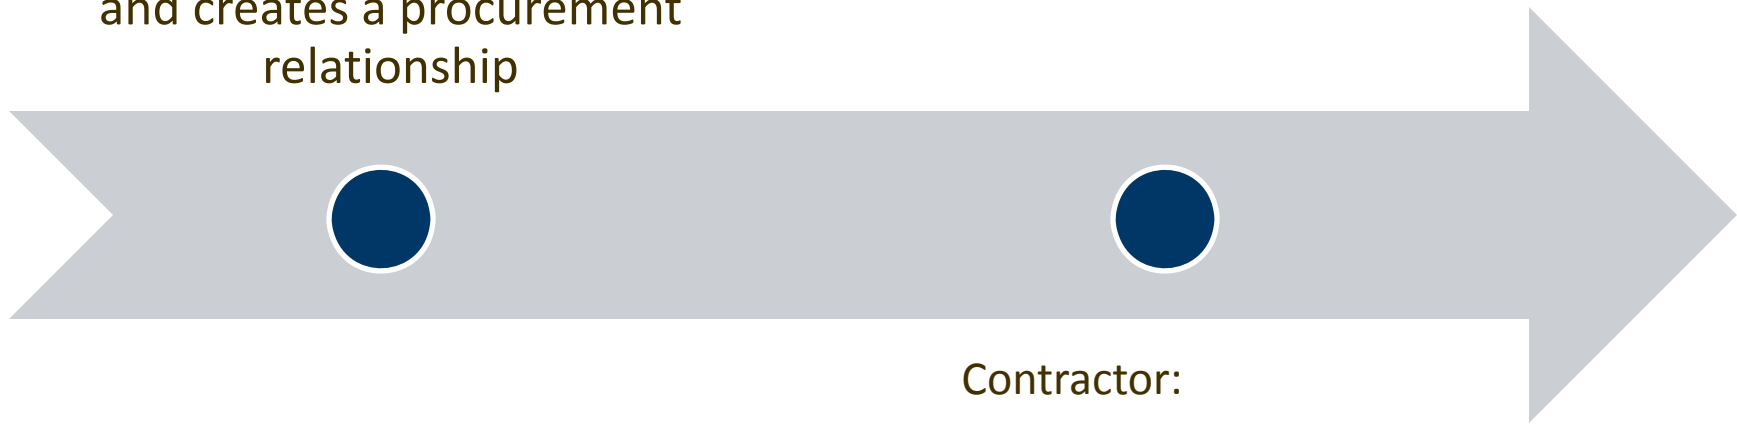 and creates a procurement
relationship
Contractor: